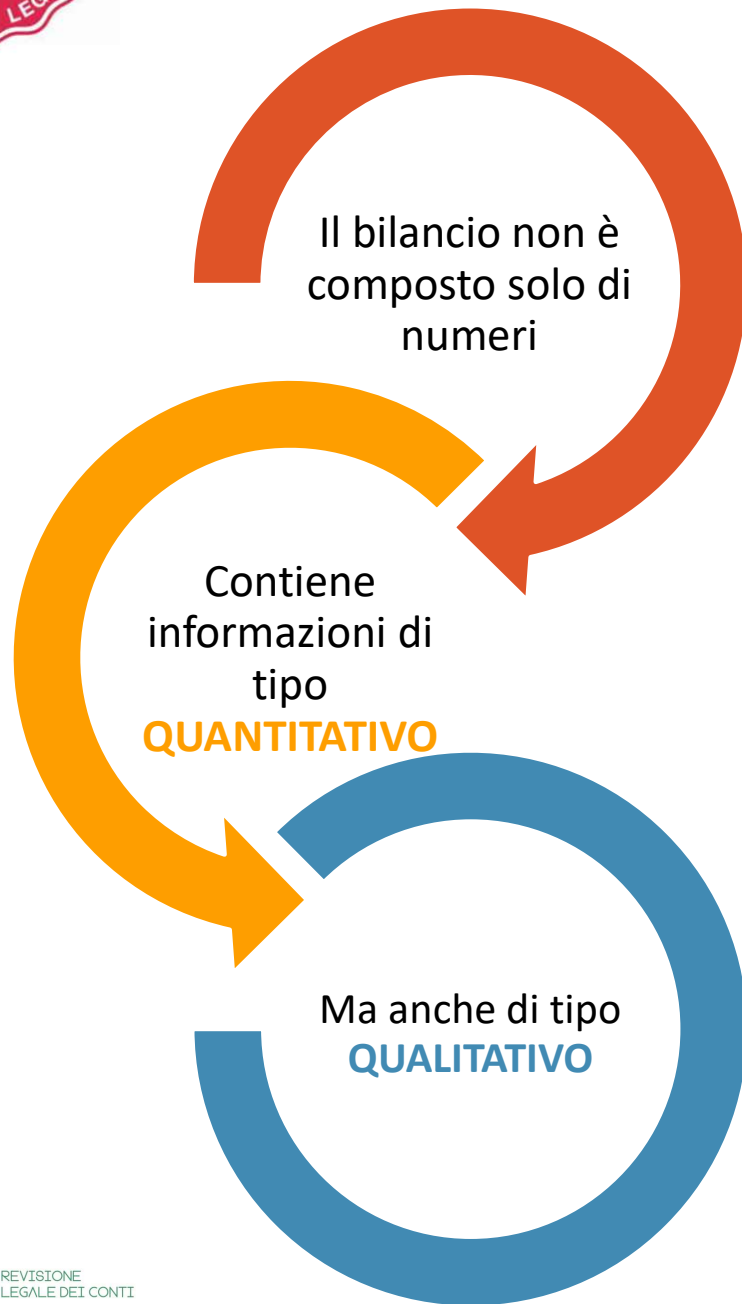 LEG
Il bilancio non è
composto solo di
numeri
Contiene
informazioni di
tipo
QUANTITATIVO
Ma anche di tipo
QUALITATIVO
REVISIONE
LEGALE DEI CONTI